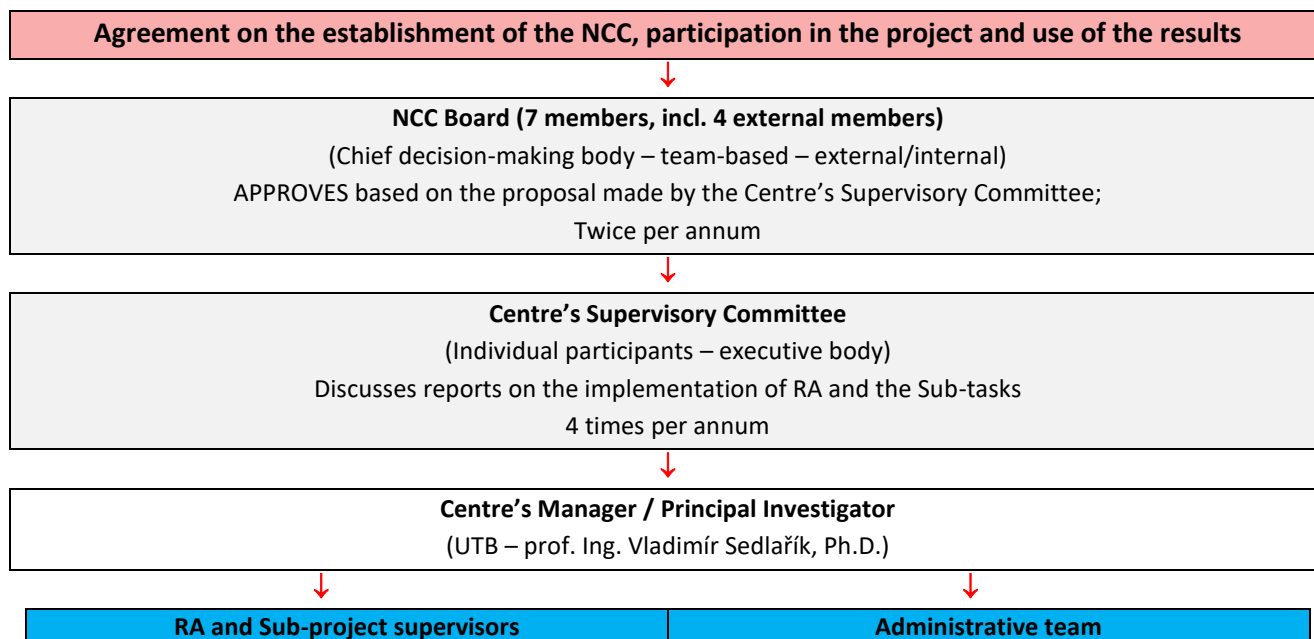 Agreement on the establishment of the NCC, participation in the project and use of the results
NCC Board (7 members, incl. 4 external members)
(Chief decision-making body – team-based – external/internal)
APPROVES based on the proposal made by the Centre’s Supervisory Committee;
Twice per annum
Centre’s Supervisory Committee
(Individual participants – executive body)
Discusses reports on the implementation of RA and the Sub-tasks
4 times per annum
Centre’s Manager / Principal Investigator
(UTB – prof. Ing. Vladimír Sedlařík, Ph.D.)
RA and Sub-project supervisors
Administrative team